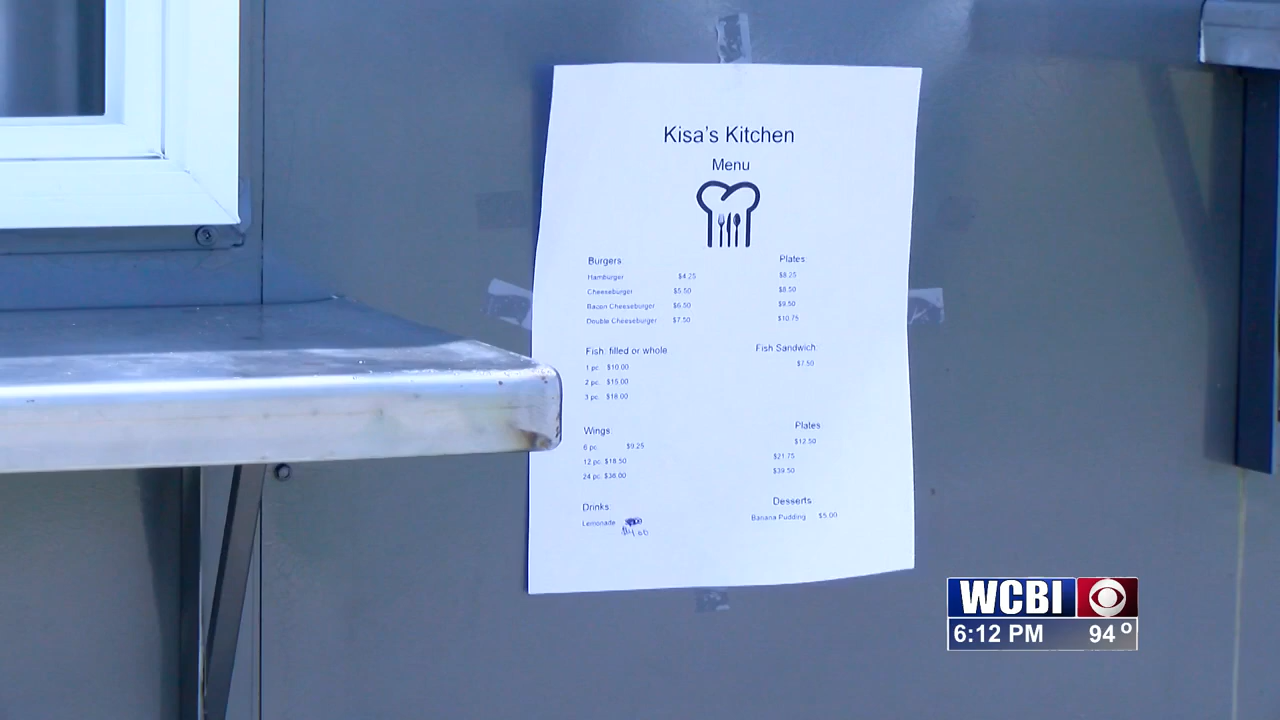 Kisa's Kitchen
Menu
Burgers: Plates
Hamburger $4.25 $8.25
Cheeseburger $5.50 $8.50
Bacon Cheeseburger $6.50 $9.50
Double Cheeseburger $7.50 $10.75
Fish: filled or whole Fish Sandwich:
1 pc. $10.00 $7.50
2 pc. $15.00
3 pc. $18.00
Wings: Plates
6 pc. $9.25 $12.50
12 pc. $18.50 $21.75
24 pc. $36.00 $39.50
Drinks: Desserts
Lemonade Banana Pudding $5.00
$4.00
WCBI
6:12 PM 94°